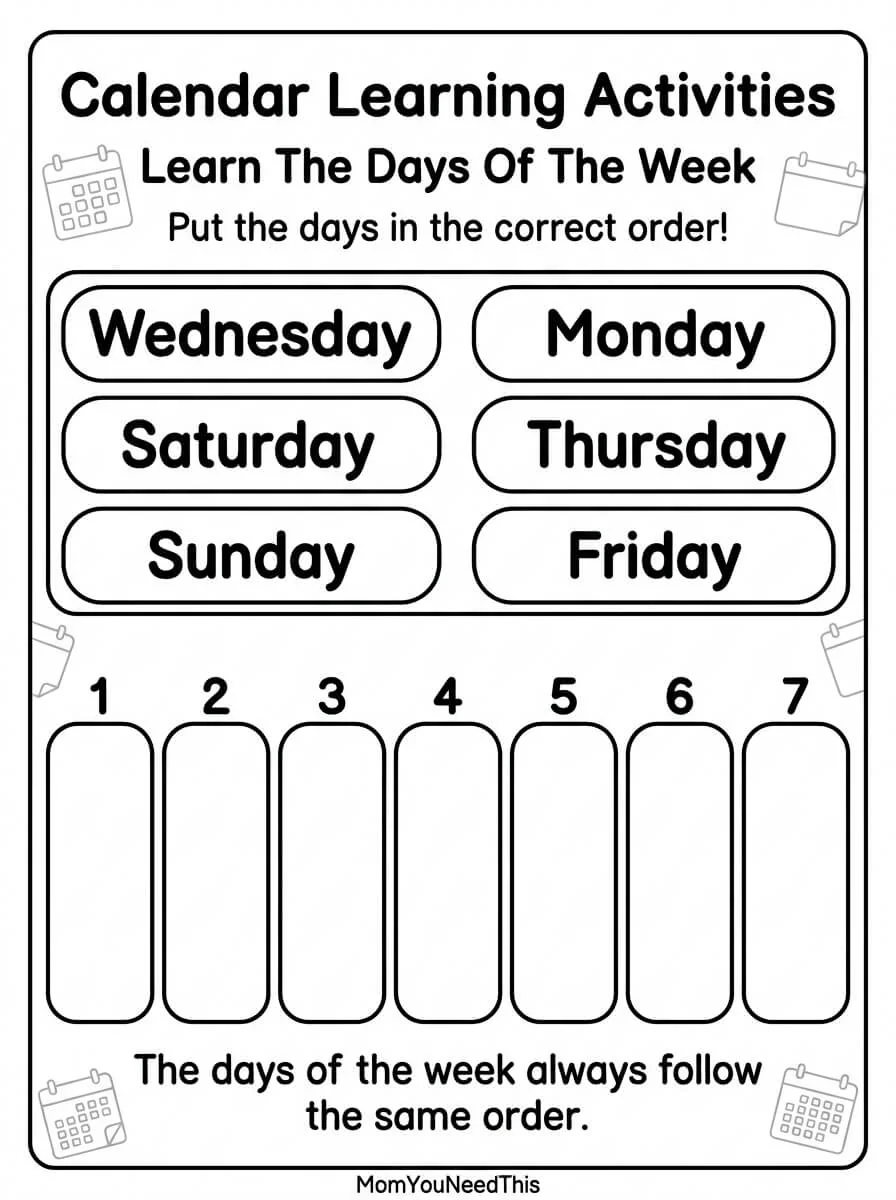 Calendar Learning Activities
Learn The Days Of The Week
Put the days in the correct order!
Wednesday Monday
Saturday Thursday
Sunday Friday
1 2 3 4 5 6 7
The days of the week always follow
the same order.
MomYouNeedThis